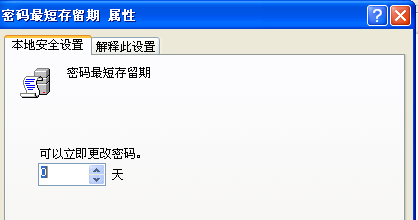 密码最短存留期 属性
本地安全设置 解释此设置
密码最短存留期
可以立即更改密码。
0 天